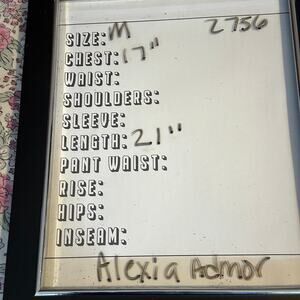 2756
SIZE: M
CHEST: 17"
WAIST:
SHOULDERS:
SLEEVE:
LENGTH: 21"
PANT WAIST:
RISE:
HIPS:
INSEAM:
Alexia Admor